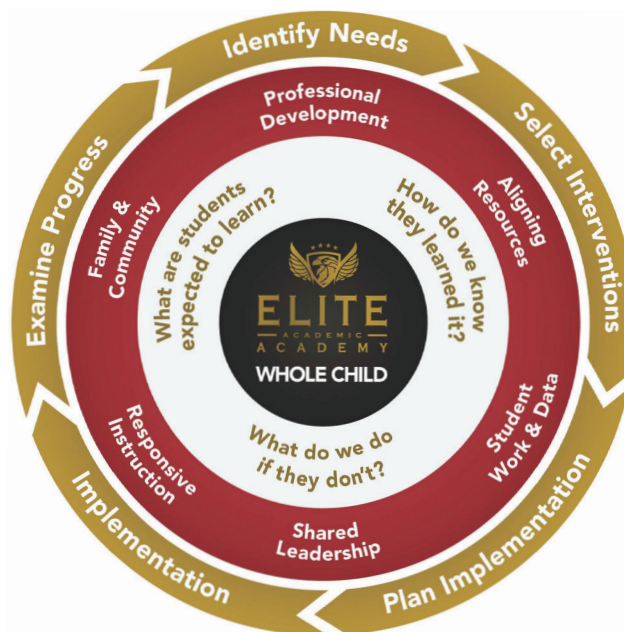 Identify Needs
Select Interventions
Plan Implementation
Implementation
Examine Progress
Professional
Development
Aligning
Resources
Student
Work & Data
Shared
Leadership
Responsive
Instruction
Family &
Community
What are students
expected to learn?
How do we know
they learned it?
What do we do
if they don't?
ELITE
ACADEMIC
ACADEMY
WHOLE CHILD